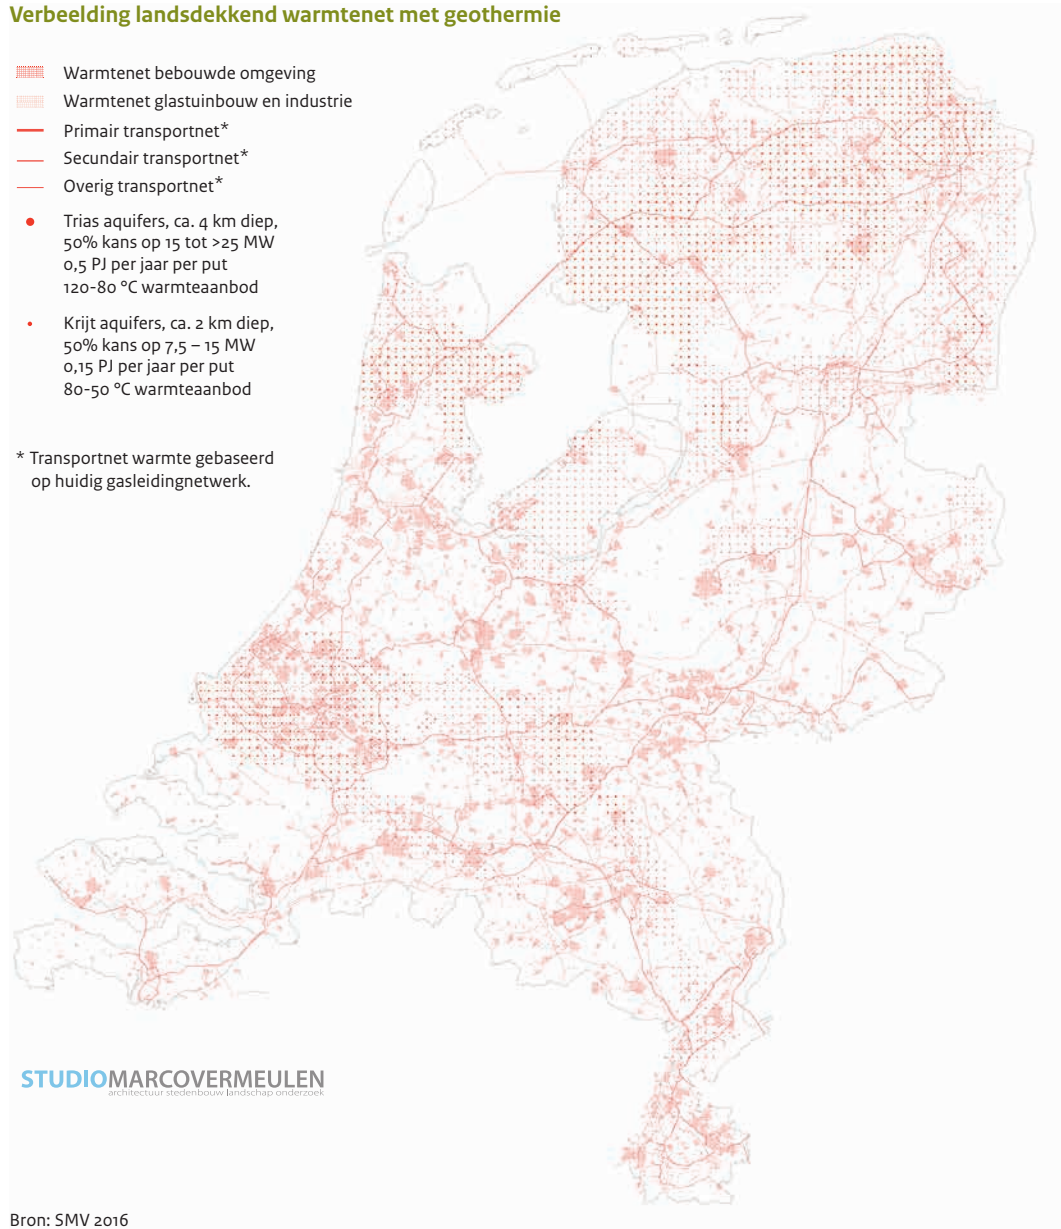 Verbeelding landsdekkend warmtenet met geothermie
Warmtenet bebouwde omgeving
Warmtenet glastuinbouw en industrie
Primair transportnet*
Secundair transportnet*
Overig transportnet*
Trias aquifers, ca. 4 km diep,
50% kans op 15 tot >25 MW
0,5 PJ per jaar per put
120-80 °C warmteaanbod
Krijt aquifers, ca. 2 km diep,
50% kans op 7,5 – 15 MW
0,15 PJ per jaar per put
80-50 °C warmteaanbod
* Transportnet warmte gebaseerd
op huidig gasleidingnetwerk.
STUDIOMARCOVERMEULEN
architectuur stedenbouw landschap onderzoek
Bron: SMV 2016